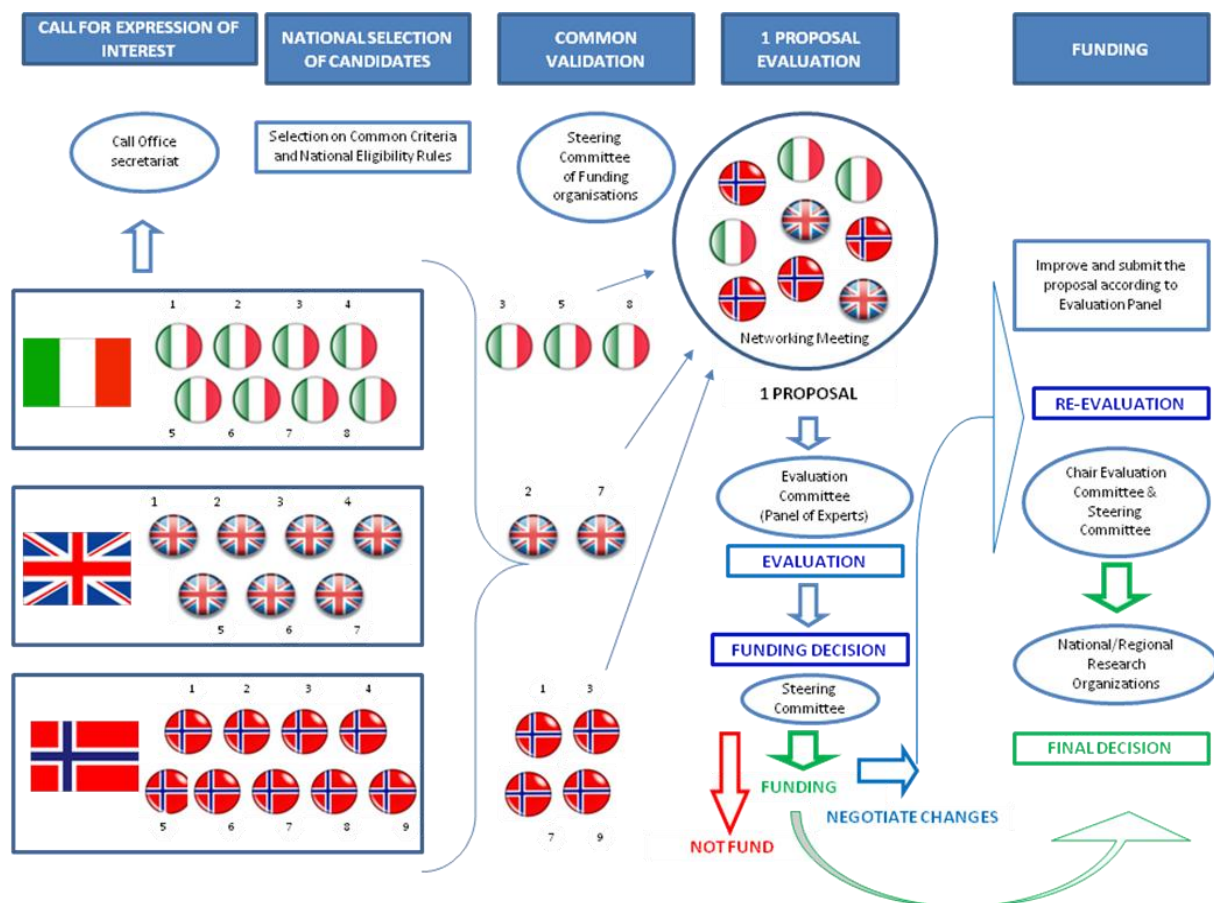 CALL FOR EXPRESSION OF
INTEREST
NATIONAL SELECTION
OF CANDIDATES
COMMON
VALIDATION
1 PROPOSAL
EVALUATION
FUNDING
Call Office
secretariat
Selection on Common Criteria
and National Eligibility Rules
Steering
Committee
of Funding
organisations
Networking Meeting
1 PROPOSAL
1 2 3 4
5 6 7 8
3 5 8
1 2 3 4
5 6 7
2 7
1 2 3 4
5 6 7 8 9
1 3
7 9
Evaluation
Committee
(Panel of Experts)
EVALUATION
FUNDING DECISION
Steering
Committee
FUNDING
NOT FUND
NEGOTIATE CHANGES
Improve and submit the
proposal according to
Evaluation Panel
RE-EVALUATION
Chair Evaluation
Committee &
Steering
Committee
National/Regional
Research
Organizations
FINAL DECISION